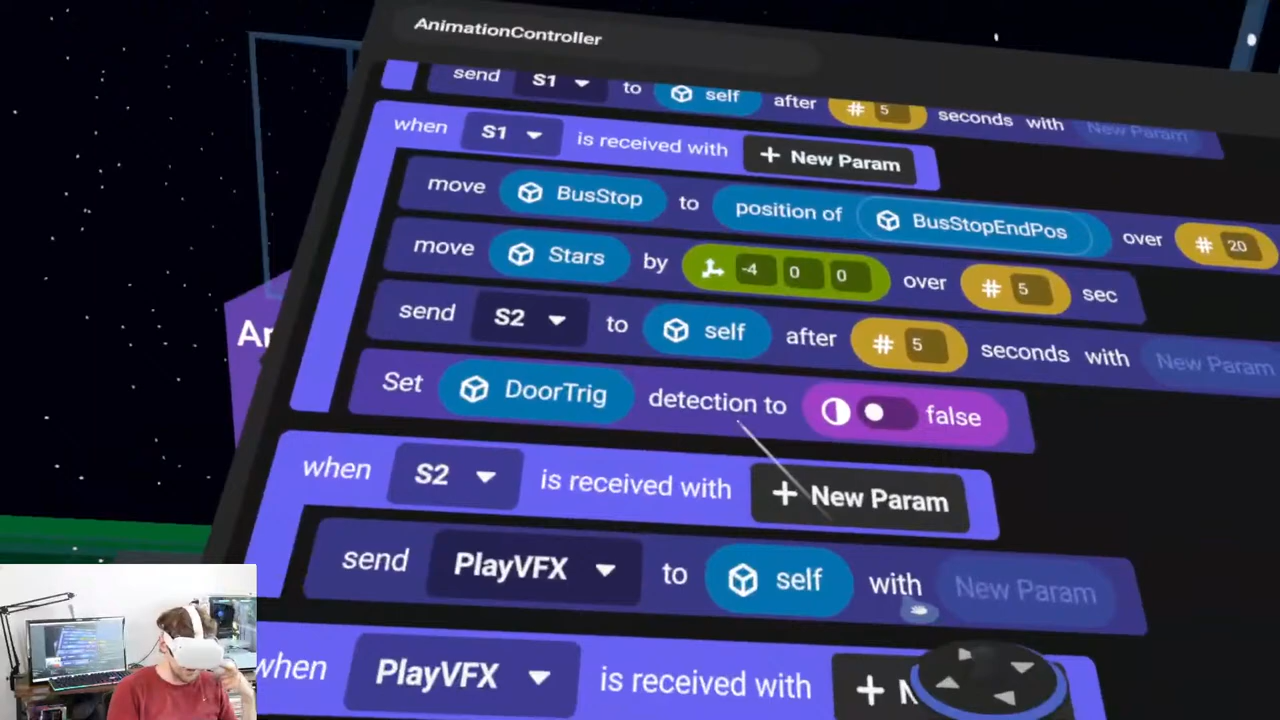 AnimationController
send S1 to self after # 5 seconds with New Param
when S1 is received with + New Param
move BusStop to position of BusStopEndPos over # 20
move Stars by -4 0 0 over # 5 sec
send S2 to self after # 5 seconds with New Param
Set DoorTrig detection to false
An
when S2 is received with + New Param
send PlayVFX to self with New Param
when PlayVFX is received with + N